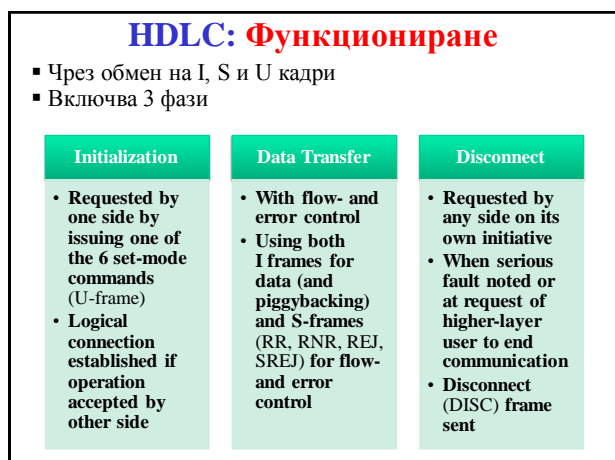 HDLC: Функциониране
▪ Чрез обмен на I, S и U кадри
▪ Включва 3 фази
Initialization
• Requested by
one side by
issuing one of
the 6 set-mode
commands
(U-frame)
• Logical
connection
established if
operation
accepted by
other side
Data Transfer
• With flow- and
error control
• Using both
I frames for
data (and
piggybacking)
and S-frames
(RR, RNR, REJ,
SREJ) for flow-
and error
control
Disconnect
• Requested by
any side on its
own initiative
• When serious
fault noted or
at request of
higher-layer
user to end
communication
• Disconnect
(DISC) frame
sent